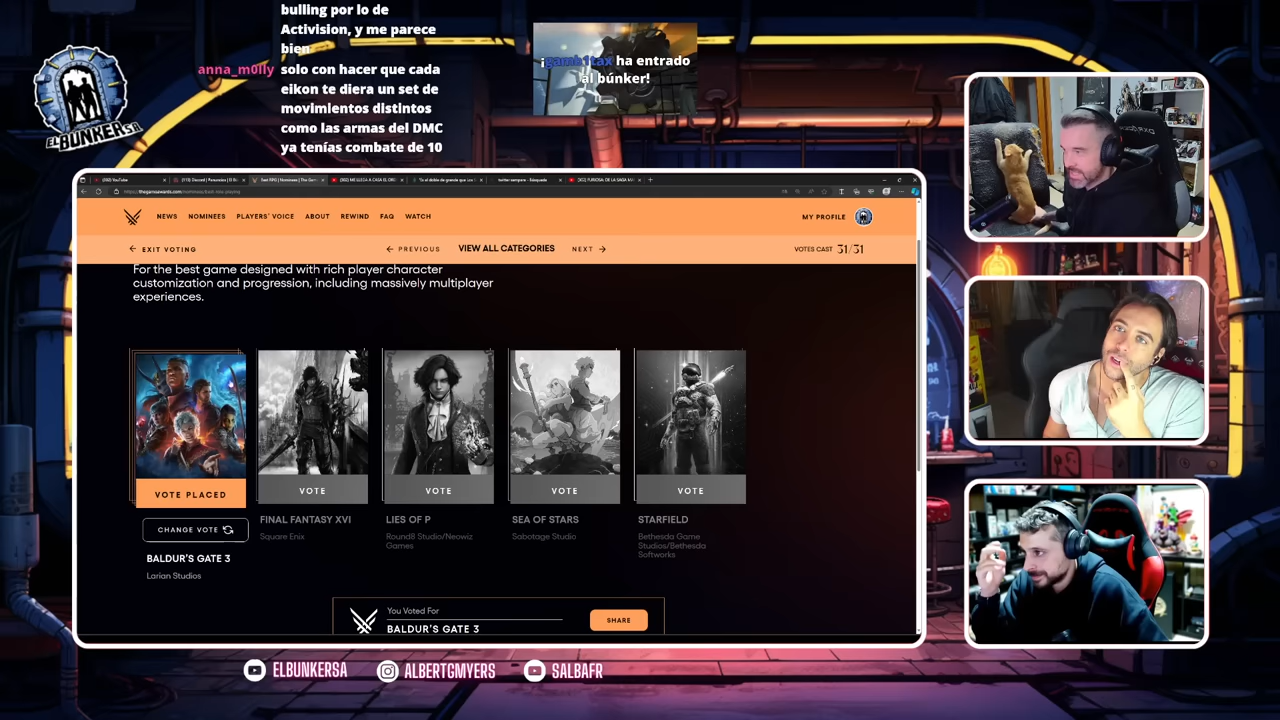 bulling por lo de
Activision, y me parece
bien
anna_m0lly solo con hacer que cada
eikon te diera un set de
movimientos distintos
como las armas del DMC
ya tenías combate de 10
¡gamb1tax ha entrado
al búnker!
ELBUNKERSA
NEWS NOMINEES PLAYERS' VOICE ABOUT REWIND FAQ WATCH MY PROFILE
EXIT VOTING PREVIOUS VIEW ALL CATEGORIES NEXT VOTES CAST 31/31
For the best game designed with rich player character
customization and progression, including massively multiplayer
experiences.
VOTE PLACED VOTE VOTE VOTE VOTE
CHANGE VOTE
FINAL FANTASY XVI
Square Enix
LIES OF P
Round8 Studio/Neowiz
Games
SEA OF STARS
Sabotage Studio
STARFIELD
Bethesda Game
Studios/Bethesda
Softworks
BALDUR'S GATE 3
Larian Studios
You Voted For
BALDUR'S GATE 3
SHARE
ELBUNKERSA ALBERTGMYERS SALBAFR